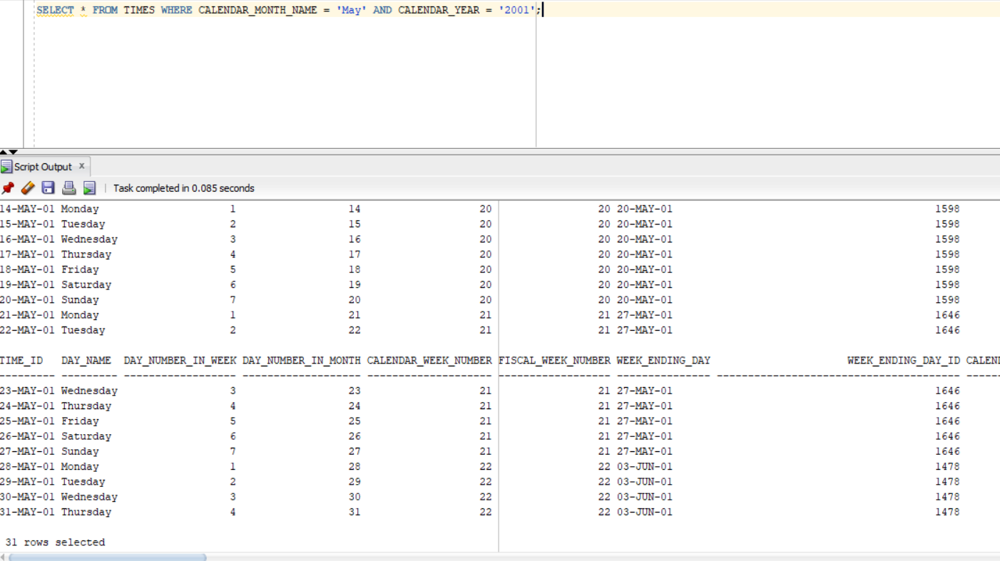 SELECT * FROM TIMES WHERE CALENDAR_MONTH_NAME = 'May' AND CALENDAR_YEAR = '2001';
Script Output x
Task completed in 0.085 seconds
14-MAY-01 Monday 1 14 20 20 20-MAY-01 1598
15-MAY-01 Tuesday 2 15 20 20 20-MAY-01 1598
16-MAY-01 Wednesday 3 16 20 20 20-MAY-01 1598
17-MAY-01 Thursday 4 17 20 20 20-MAY-01 1598
18-MAY-01 Friday 5 18 20 20 20-MAY-01 1598
19-MAY-01 Saturday 6 19 20 20 20-MAY-01 1598
20-MAY-01 Sunday 7 20 20 20 20-MAY-01 1598
21-MAY-01 Monday 1 21 21 21 27-MAY-01 1646
22-MAY-01 Tuesday 2 22 21 21 27-MAY-01 1646
TIME_ID DAY_NAME DAY_NUMBER_IN_WEEK DAY_NUMBER_IN_MONTH CALENDAR_WEEK_NUMBER FISCAL_WEEK_NUMBER WEEK_ENDING_DAY WEEK_ENDING_DAY_ID CALEN
23-MAY-01 Wednesday 3 23 21 21 27-MAY-01 1646
24-MAY-01 Thursday 4 24 21 21 27-MAY-01 1646
25-MAY-01 Friday 5 25 21 21 27-MAY-01 1646
26-MAY-01 Saturday 6 26 21 21 27-MAY-01 1646
27-MAY-01 Sunday 7 27 21 21 27-MAY-01 1646
28-MAY-01 Monday 1 28 22 22 03-JUN-01 1478
29-MAY-01 Tuesday 2 29 22 22 03-JUN-01 1478
30-MAY-01 Wednesday 3 30 22 22 03-JUN-01 1478
31-MAY-01 Thursday 4 31 22 22 03-JUN-01 1478
31 rows selected